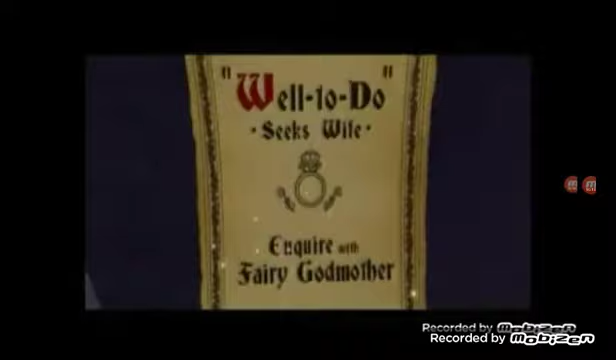 "Well-to-Do"
•Seeks Wife•
Enquire with
Fairy Godmother
Recorded by Mobizen
Recorded by Mobizen